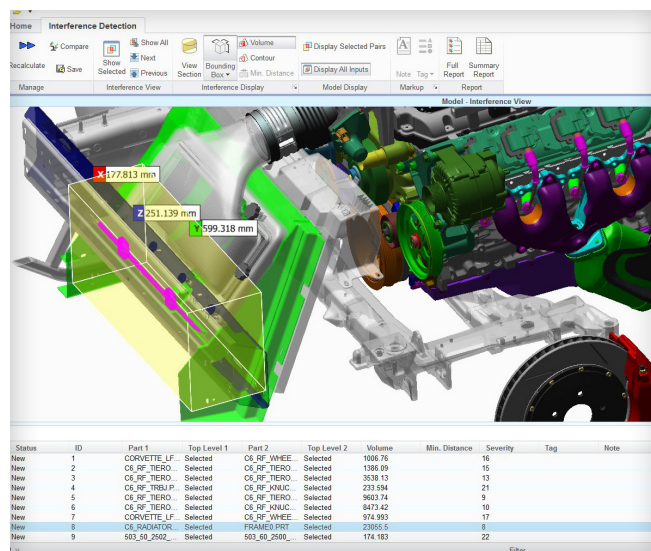 Home Interference Detection
Compare
Save
Recalculate
Manage
Show Selected
Show All
Next
Previous
Interference View
View Section
Bounding Box
Volume
Contour
Min. Distance
Interference Display
Display Selected Pairs
Display All Inputs
Model Display
Note Tag
Markup
Full Report
Summary Report
Report
Model - Interference View
X 177.813 mm
Z 251.139 mm
Y 599.318 mm
Status ID Part 1 Top Level 1 Part 2 Top Level 2 Volume Min. Distance Severity Tag Note
New 1 CORVETTE_LF... Selected C6_RF_WHEE... Selected 1006.76 16
New 2 C6_RF_TIERO... Selected C6_RF_TIERO... Selected 1386.09 15
New 3 C6_RF_TIERO... Selected C6_RF_TIERO... Selected 3538.13 13
New 4 C6_RF_TRBJ.P... Selected C6_RF_KNUC... Selected 233.594 21
New 5 C6_RF_TIERO... Selected C6_RF_TIERO... Selected 9603.74 9
New 6 C6_RF_TIERO... Selected C6_RF_KNUC... Selected 8473.42 10
New 7 CORVETTE_LF... Selected C6_RF_WHEE... Selected 974.993 17
New 8 C6_RADIATOR... Selected FRAME0.PRT Selected 23055.5 8
New 9 503_50_2502_... Selected 503_60_2500_... Selected 174.183 22
Filter